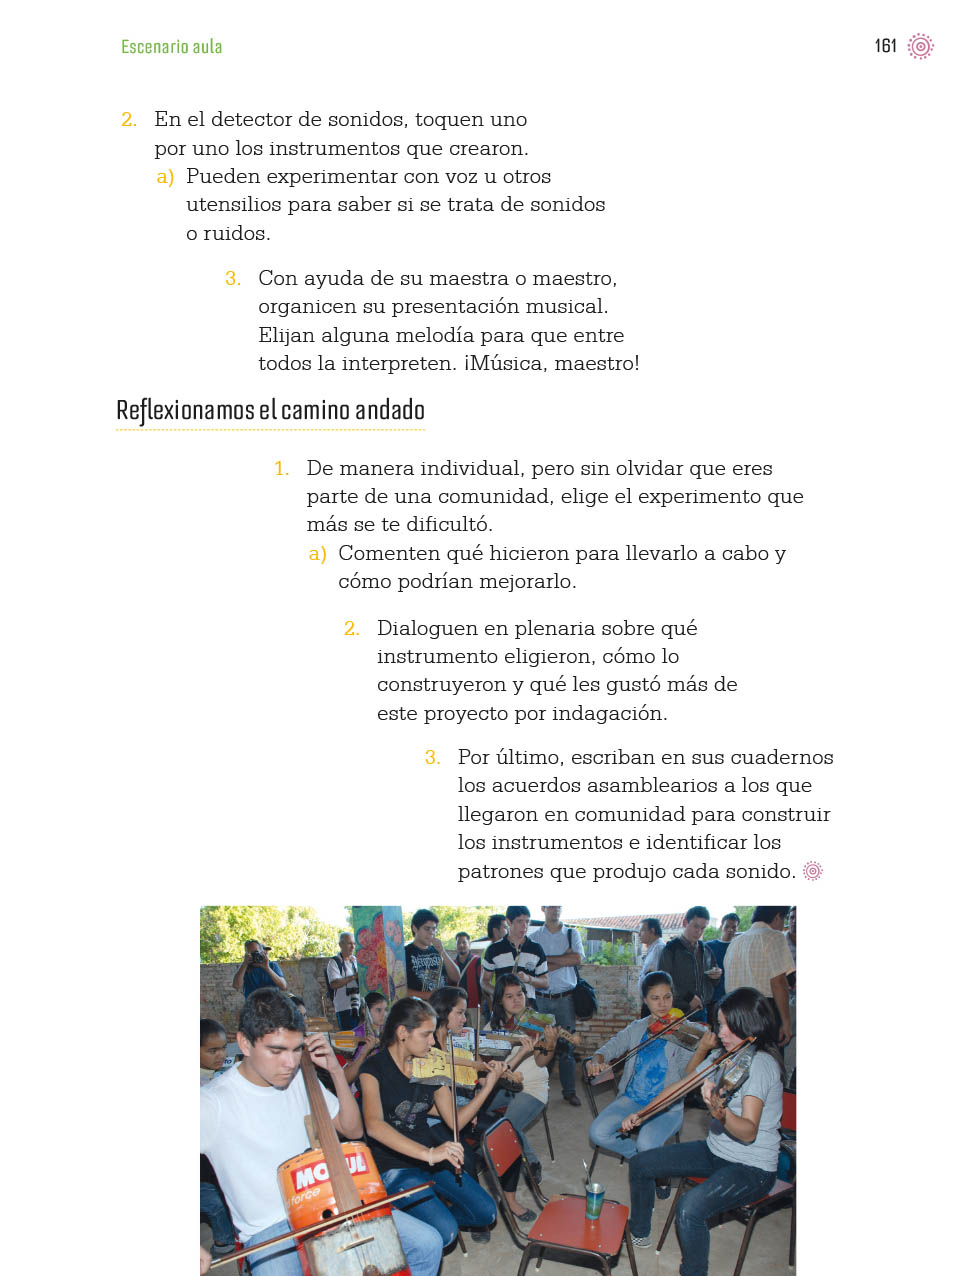 Escenario aula
161
2. En el detector de sonidos, toquen uno
por uno los instrumentos que crearon.
a) Pueden experimentar con voz u otros
utensilios para saber si se trata de sonidos
o ruidos.
3. Con ayuda de su maestra o maestro,
organicen su presentación musical.
Elijan alguna melodía para que entre
todos la interpreten. ¡Música, maestro!
Reflexionamos el camino andado
1. De manera individual, pero sin olvidar que eres
parte de una comunidad, elige el experimento que
más se te dificultó.
a) Comenten qué hicieron para llevarlo a cabo y
cómo podrían mejorarlo.
2. Dialoguen en plenaria sobre qué
instrumento eligieron, cómo lo
construyeron y qué les gustó más de
este proyecto por indagación.
3. Por último, escriban en sus cuadernos
los acuerdos asamblearios a los que
llegaron en comunidad para construir
los instrumentos e identificar los
patrones que produjo cada sonido.
force